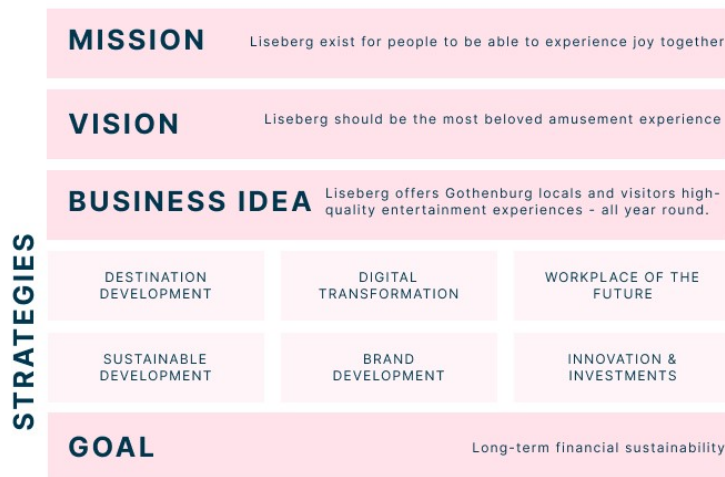 MISSION
Liseberg exist for people to be able to experience joy together
VISION
Liseberg should be the most beloved amusement experience
BUSINESS IDEA
Liseberg offers Gothenburg locals and visitors high-
quality entertainment experiences - all year round.
STRATEGIES
DESTINATION
DEVELOPMENT
DIGITAL
TRANSFORMATION
WORKPLACE OF THE
FUTURE
SUSTAINABLE
DEVELOPMENT
BRAND
DEVELOPMENT
INNOVATION &
INVESTMENTS
GOAL
Long-term financial sustainability